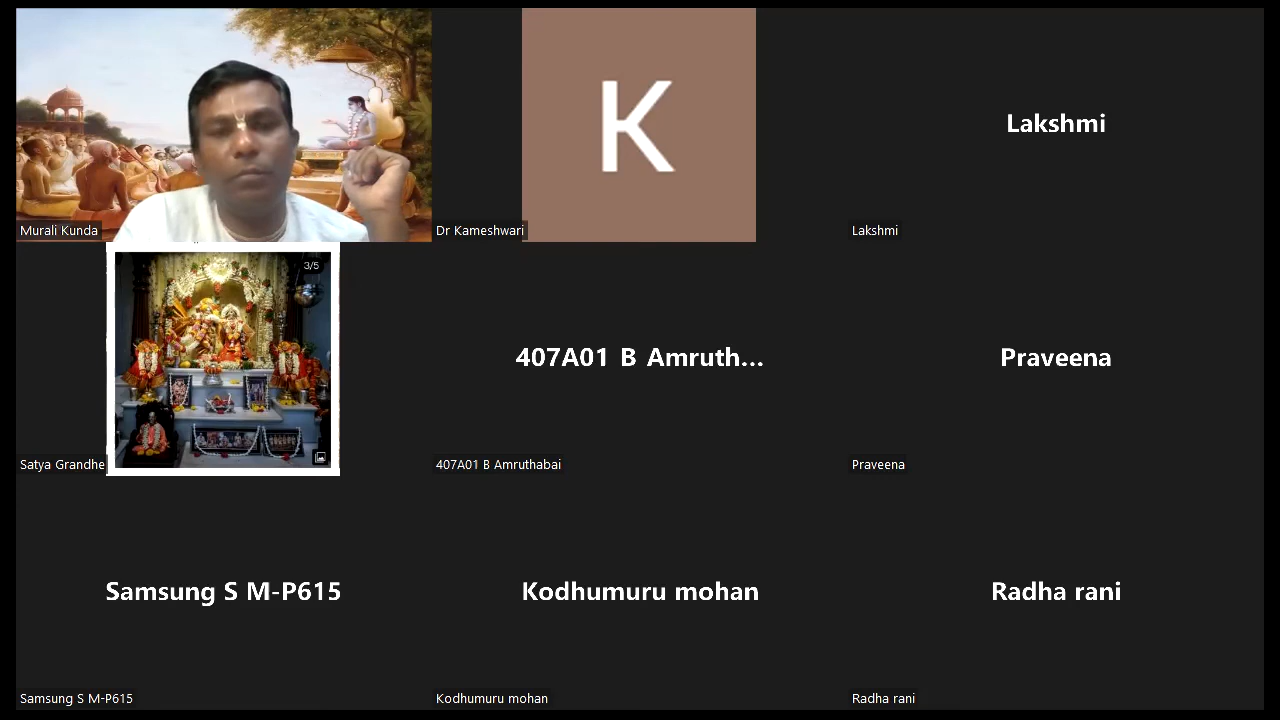 K
Lakshmi
Murali Kunda
Dr Kameshwari
Lakshmi
3/5
407A01 B Amruth...
Praveena
Satya Grandhe
407A01 B Amruthabai
Praveena
Samsung S M-P615
Kodhumuru mohan
Radha rani
Samsung S M-P615
Kodhumuru mohan
Radha rani